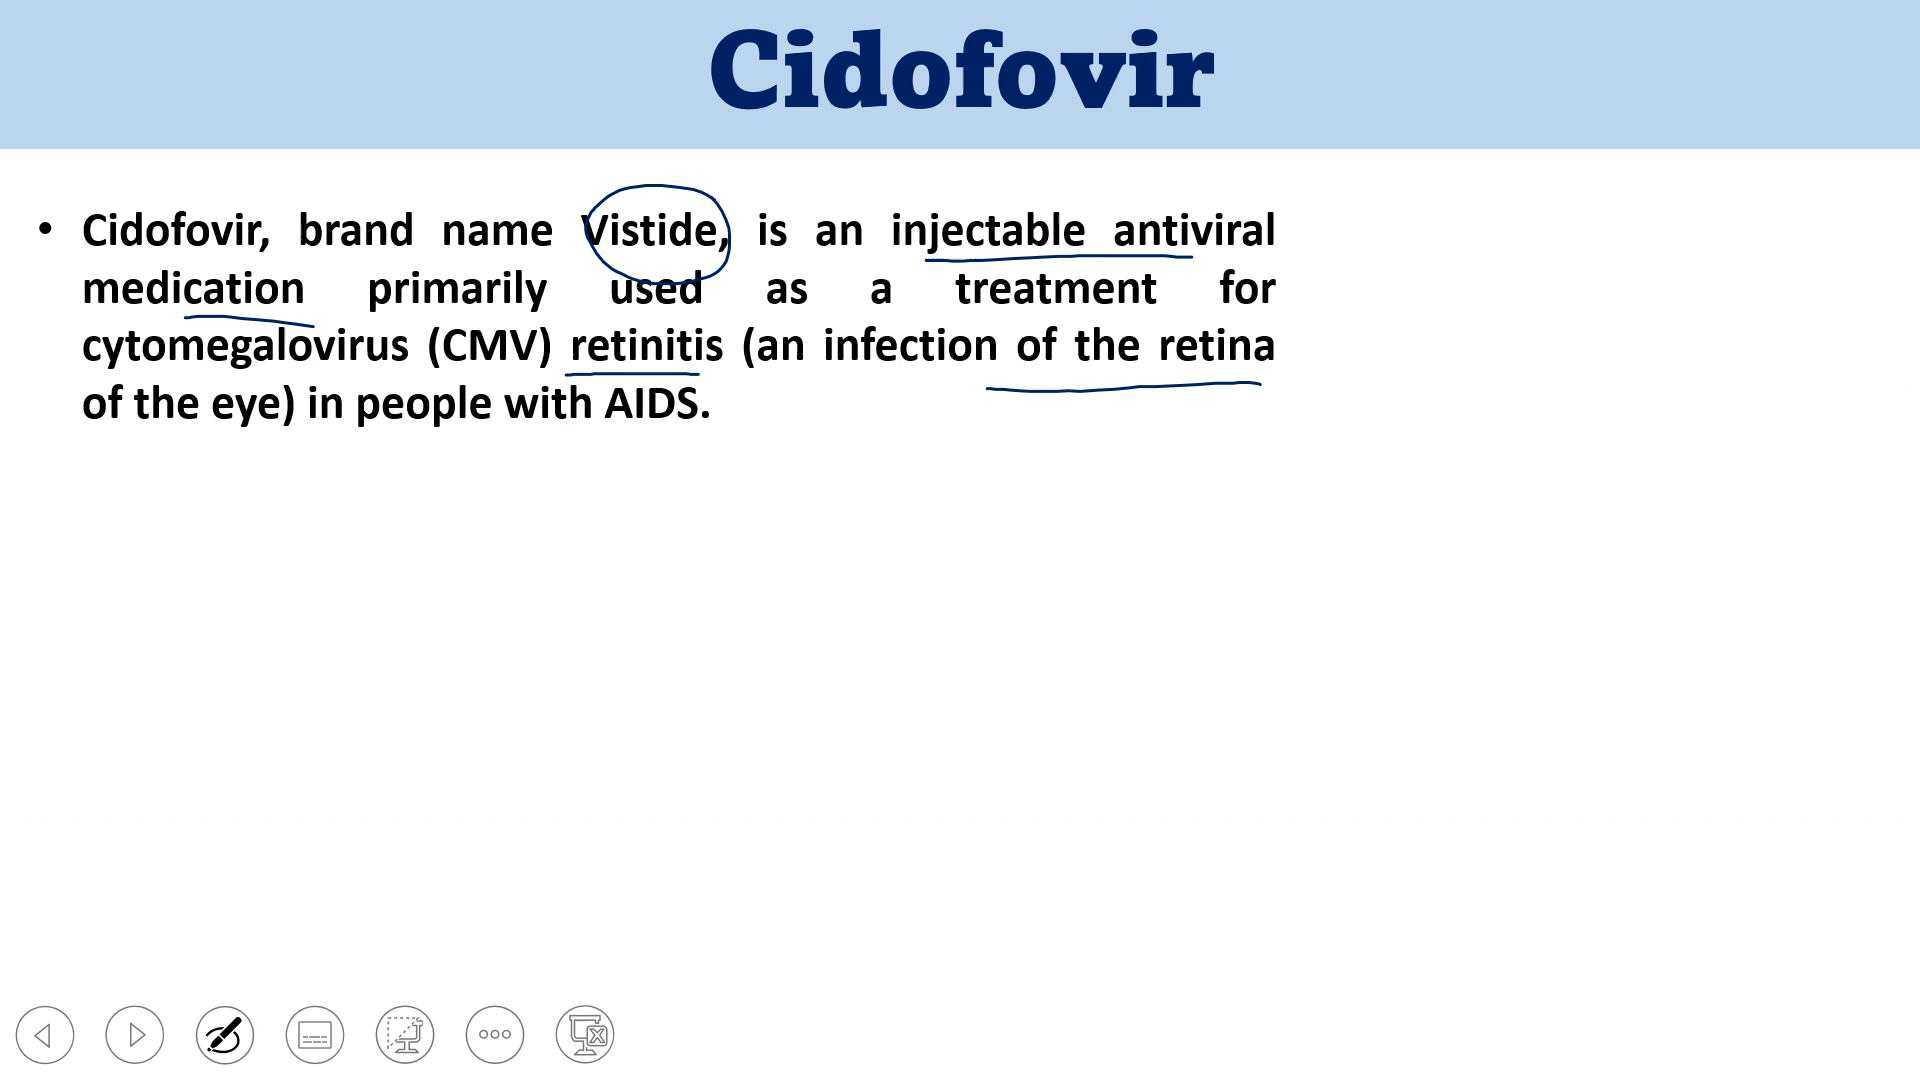 Cidofovir
• Cidofovir, brand name Vistide, is an injectable antiviral
medication primarily used as a treatment for
cytomegalovirus (CMV) retinitis (an infection of the retina
of the eye) in people with AIDS.